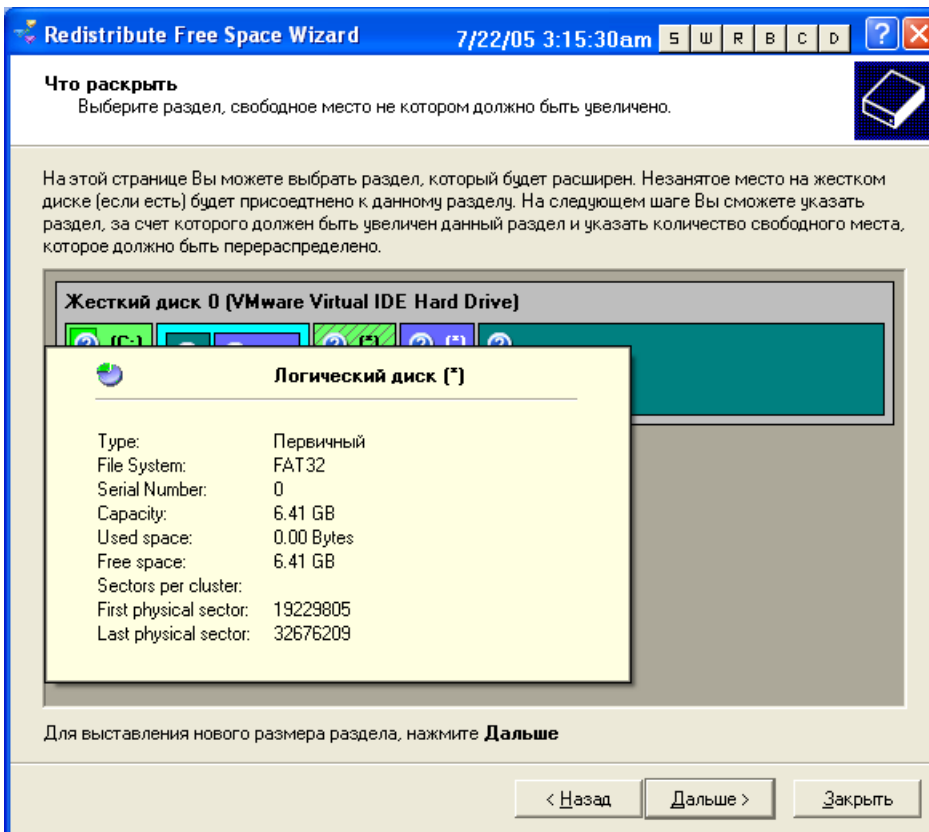 Redistribute Free Space Wizard 7/22/05 3:15:30am S W R B C D ?
Что раскрыть
Выберите раздел, свободное место не котором должно быть увеличено.
На этой странице Вы можете выбрать раздел, который будет расширен. Незанятое место на жестком
диске (если есть) будет присоедтнено к данному разделу. На следующем шаге Вы сможете указать
раздел, за счет которого должен быть увеличен данный раздел и указать количество свободного места,
которое должно быть перераспределено.
Жесткий диск 0 (VMware Virtual IDE Hard Drive)
(C:) (*) (*)
Логический диск (*)
Type: Первичный
File System: FAT32
Serial Number: 0
Capacity: 6.41 GB
Used space: 0.00 Bytes
Free space: 6.41 GB
Sectors per cluster:
First physical sector: 19229805
Last physical sector: 32676209
Для выставления нового размера раздела, нажмите Дальше
< Назад Дальше > Закрыть